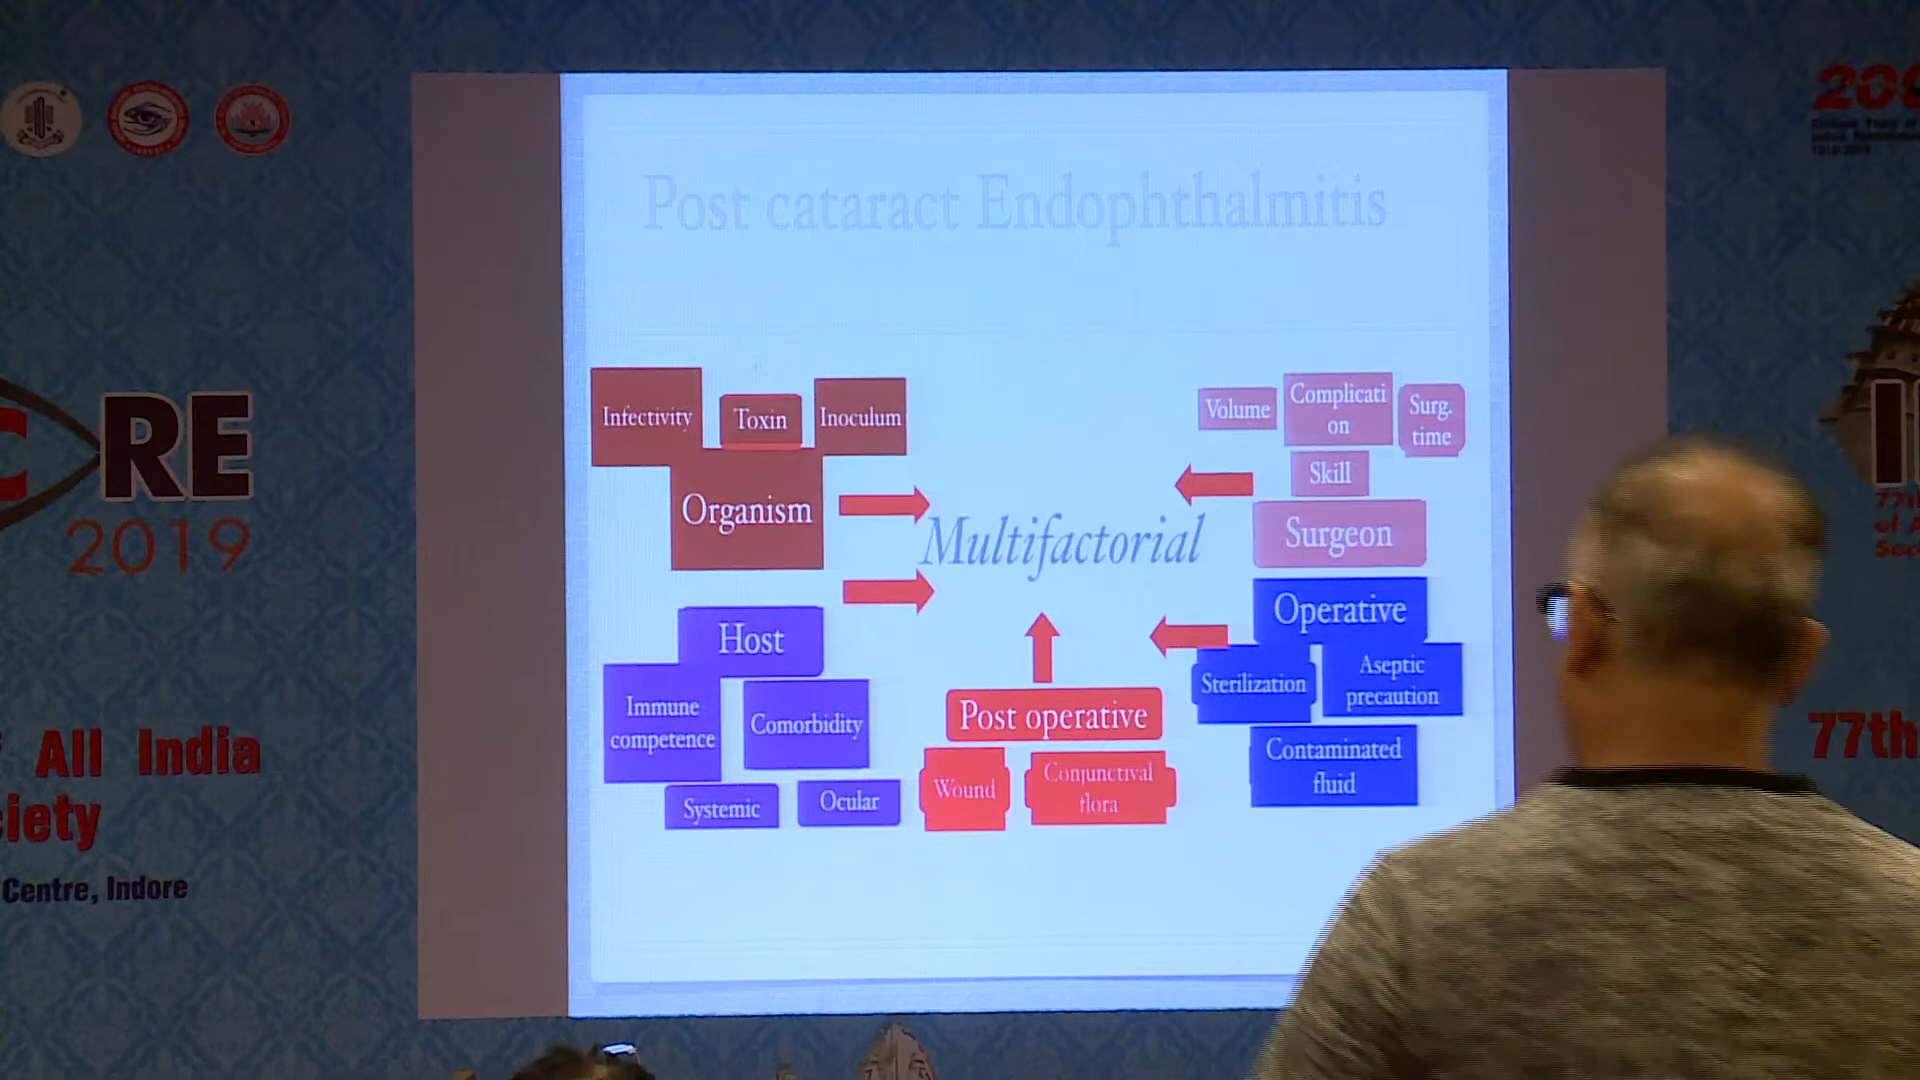 Post cataract Endophthalmitis
Infectivity
Toxin
Inoculum
Organism
Volume
Complicati
on
Surg.
time
Skill
Surgeon
Multifactorial
Host
Immune
competence
Comorbidity
Systemic
Ocular
Post operative
Wound
Conjunctival
flora
Operative
Sterilization
Aseptic
precaution
Contaminated
fluid
RE
2019
All India
iety
Centre, Indore
77th